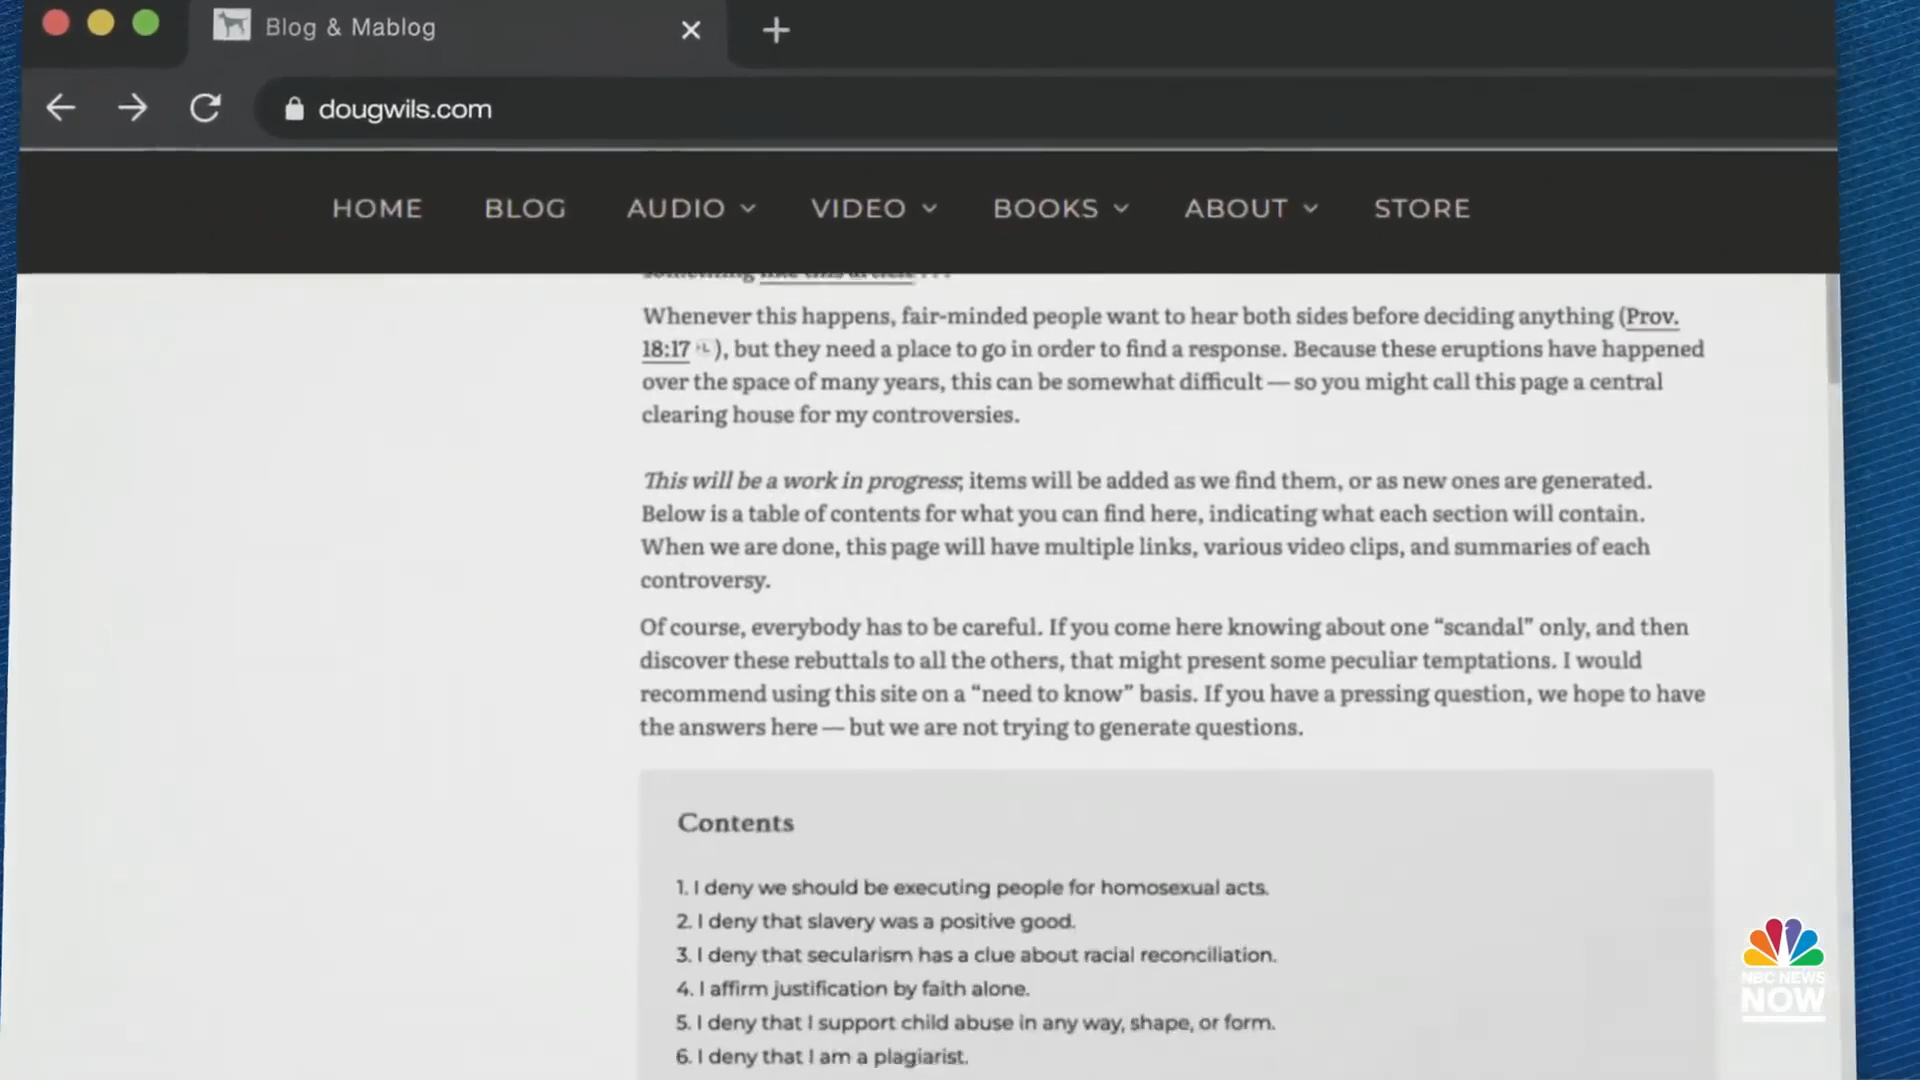 Blog & Mablog
dougwils.com
HOME BLOG AUDIO VIDEO BOOKS ABOUT STORE
something like this article . . .
Whenever this happens, fair-minded people want to hear both sides before deciding anything (Prov.
18:17), but they need a place to go in order to find a response. Because these eruptions have happened
over the space of many years, this can be somewhat difficult — so you might call this page a central
clearing house for my controversies.
This will be a work in progress; items will be added as we find them, or as new ones are generated.
Below is a table of contents for what you can find here, indicating what each section will contain.
When we are done, this page will have multiple links, various video clips, and summaries of each
controversy.
Of course, everybody has to be careful. If you come here knowing about one “scandal” only, and then
discover these rebuttals to all the others, that might present some peculiar temptations. I would
recommend using this site on a “need to know” basis. If you have a pressing question, we hope to have
the answers here — but we are not trying to generate questions.
Contents
1. I deny we should be executing people for homosexual acts.
2. I deny that slavery was a positive good.
3. I deny that secularism has a clue about racial reconciliation.
4. I affirm justification by faith alone.
5. I deny that I support child abuse in any way, shape, or form.
6. I deny that I am a plagiarist.
NBC NEWS
NOW